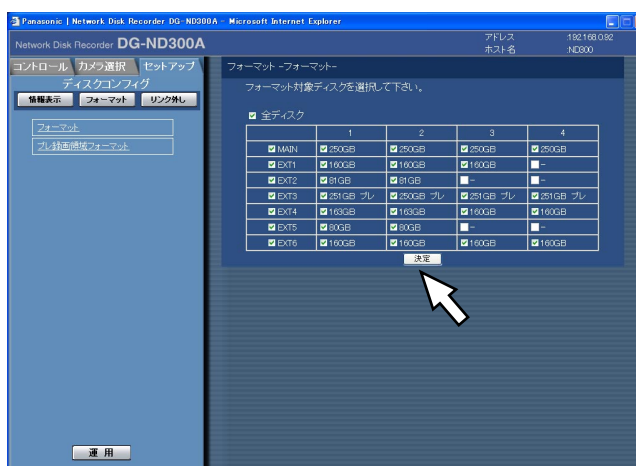 Panasonic | Network Disk Recorder DG-ND300A - Microsoft Internet Explorer
Network Disk Recorder DG-ND300A
アドレス :192.168.0.92
ホスト名 :ND300
コントロール カメラ選択 セットアップ
ディスクコンフィグ
情報表示 フォーマット リンク外し
フォーマット
プレ録画領域フォーマット
運用
フォーマット -フォーマット-
フォーマット対象ディスクを選択して下さい。
全ディスク
1 2 3 4
MAIN 250GB 250GB 250GB 250GB
EXT1 160GB 160GB 160GB -
EXT2 81GB 81GB - -
EXT3 251GB プレ 250GB プレ 251GB プレ 251GB プレ
EXT4 163GB 163GB 160GB 160GB
EXT5 80GB 80GB - -
EXT6 160GB 160GB 160GB 160GB
決定